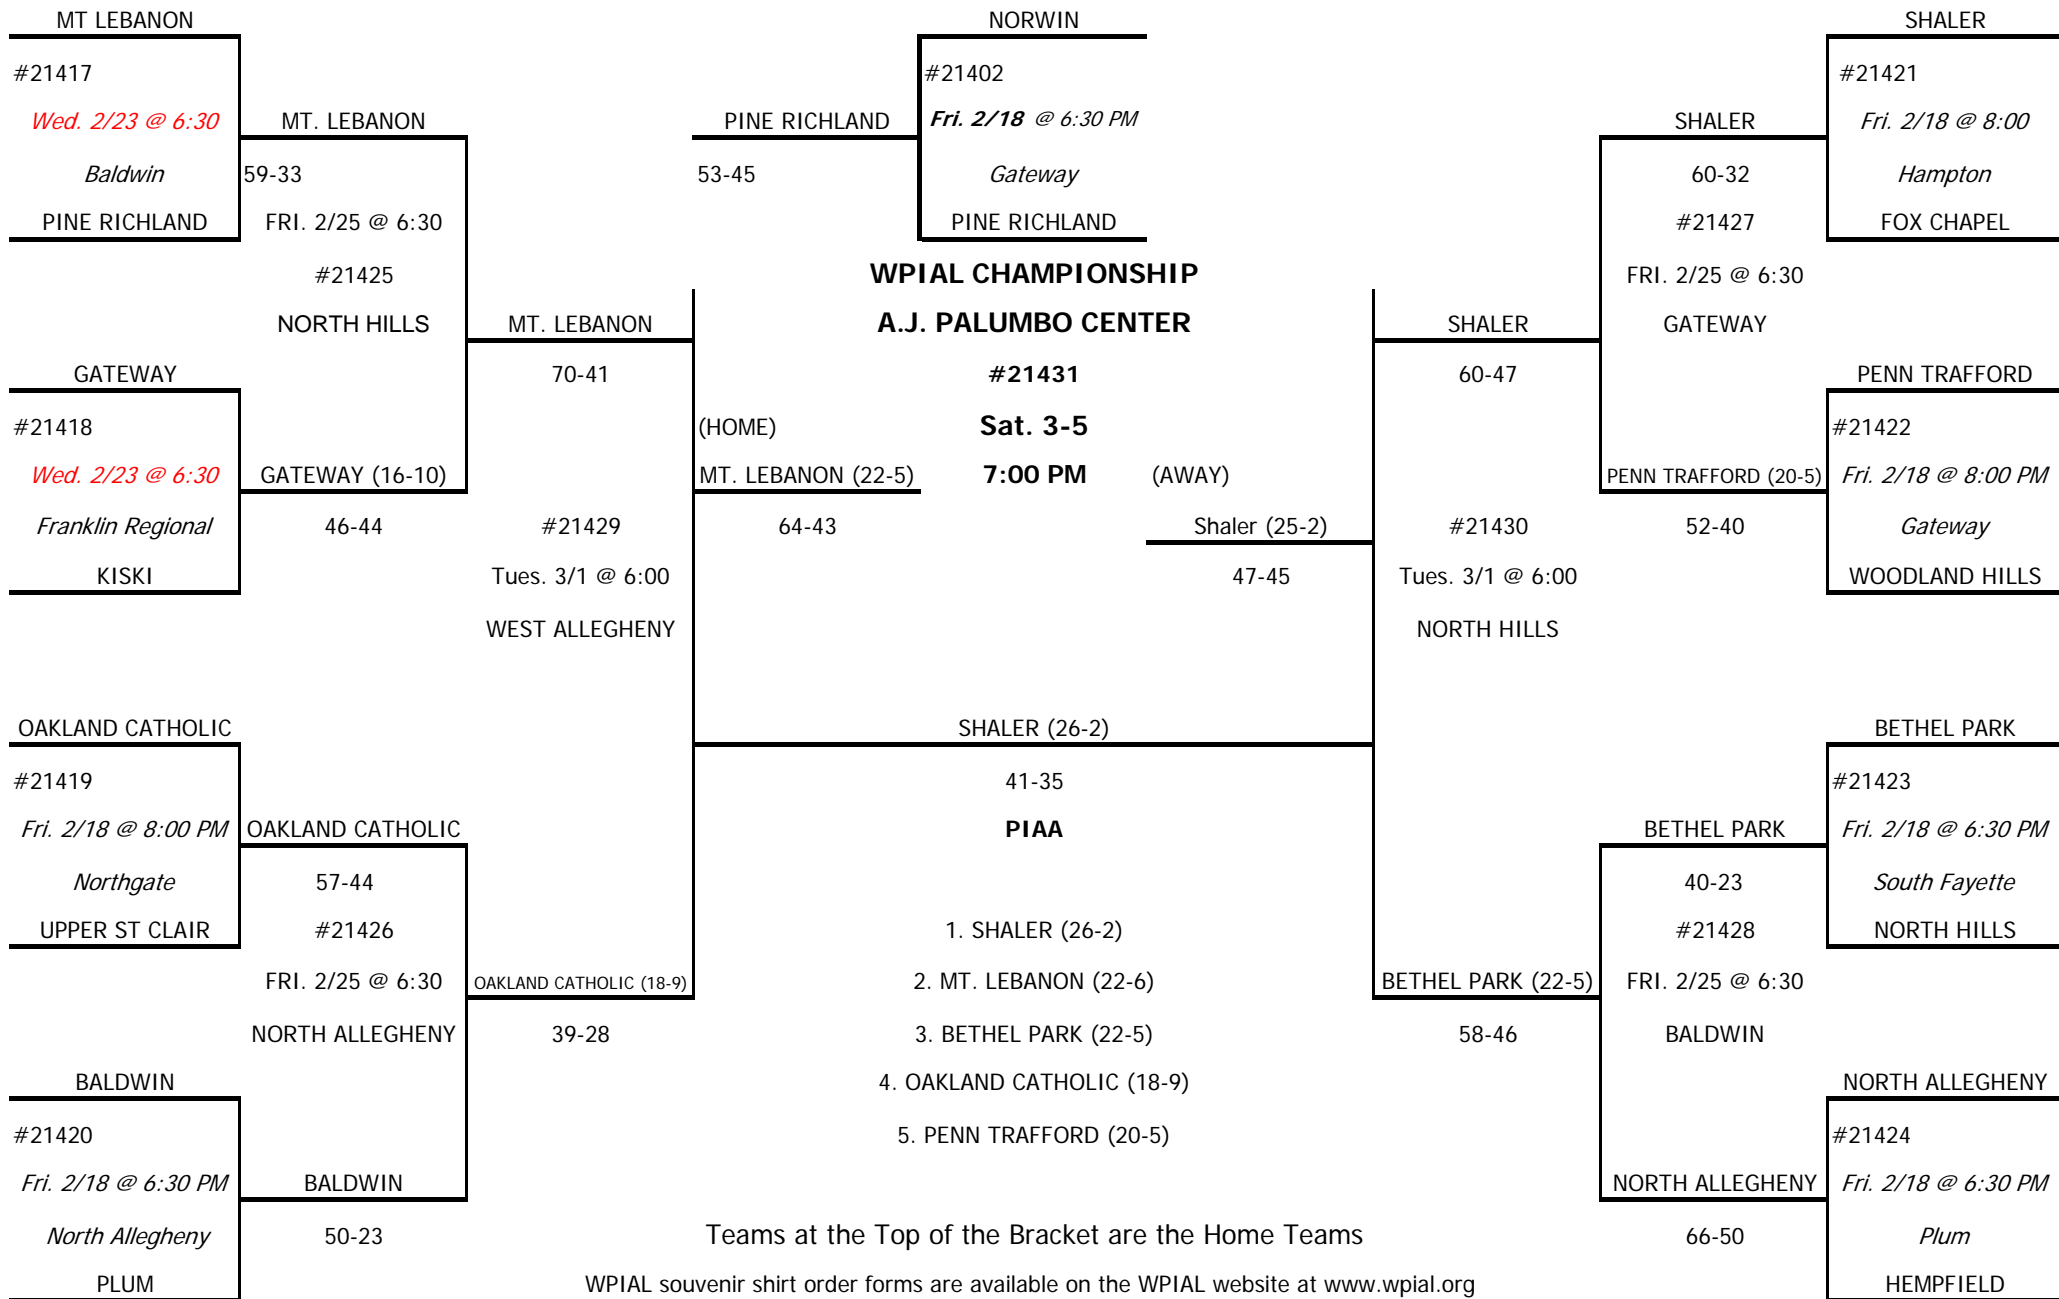 MT LEBANON
#21417
Wed. 2/23 @ 6:30
Baldwin
PINE RICHLAND
GATEWAY
#21418
Wed. 2/23 @ 6:30
Franklin Regional
KISKI
OAKLAND CATHOLIC
#21419
Fri. 2/18 @ 8:00 PM
Northgate
UPPER ST CLAIR
BALDWIN
#21420
Fri. 2/18 @ 6:30 PM
North Allegheny
PLUM
MT. LEBANON
59-33
FRI. 2/25 @ 6:30
#21425
NORTH HILLS
GATEWAY (16-10)
46-44
OAKLAND CATHOLIC
57-44
#21426
FRI. 2/25 @ 6:30
NORTH ALLEGHENY
BALDWIN
50-23
MT. LEBANON
70-41
#21429
Tues. 3/1 @ 6:00
WEST ALLEGHENY
OAKLAND CATHOLIC (18-9)
39-28
PINE RICHLAND
53-45
NORWIN
#21402
Fri. 2/18 @ 6:30 PM
Gateway
PINE RICHLAND
WPIAL CHAMPIONSHIP
A.J. PALUMBO CENTER
#21431
Sat. 3-5
7:00 PM
(HOME)
MT. LEBANON (22-5)
64-43
(AWAY)
Shaler (25-2)
47-45
SHALER (26-2)
41-35
PIAA
1. SHALER (26-2)
2. MT. LEBANON (22-6)
3. BETHEL PARK (22-5)
4. OAKLAND CATHOLIC (18-9)
5. PENN TRAFFORD (20-5)
SHALER
60-47
#21430
Tues. 3/1 @ 6:00
NORTH HILLS
BETHEL PARK (22-5)
58-46
SHALER
60-32
#21427
FRI. 2/25 @ 6:30
GATEWAY
PENN TRAFFORD (20-5)
52-40
BETHEL PARK
40-23
#21428
FRI. 2/25 @ 6:30
BALDWIN
NORTH ALLEGHENY
66-50
SHALER
#21421
Fri. 2/18 @ 8:00
Hampton
FOX CHAPEL
PENN TRAFFORD
#21422
Fri. 2/18 @ 8:00 PM
Gateway
WOODLAND HILLS
BETHEL PARK
#21423
Fri. 2/18 @ 6:30 PM
South Fayette
NORTH HILLS
NORTH ALLEGHENY
#21424
Fri. 2/18 @ 6:30 PM
Plum
HEMPFIELD
Teams at the Top of the Bracket are the Home Teams
WPIAL souvenir shirt order forms are available on the WPIAL website at www.wpial.org